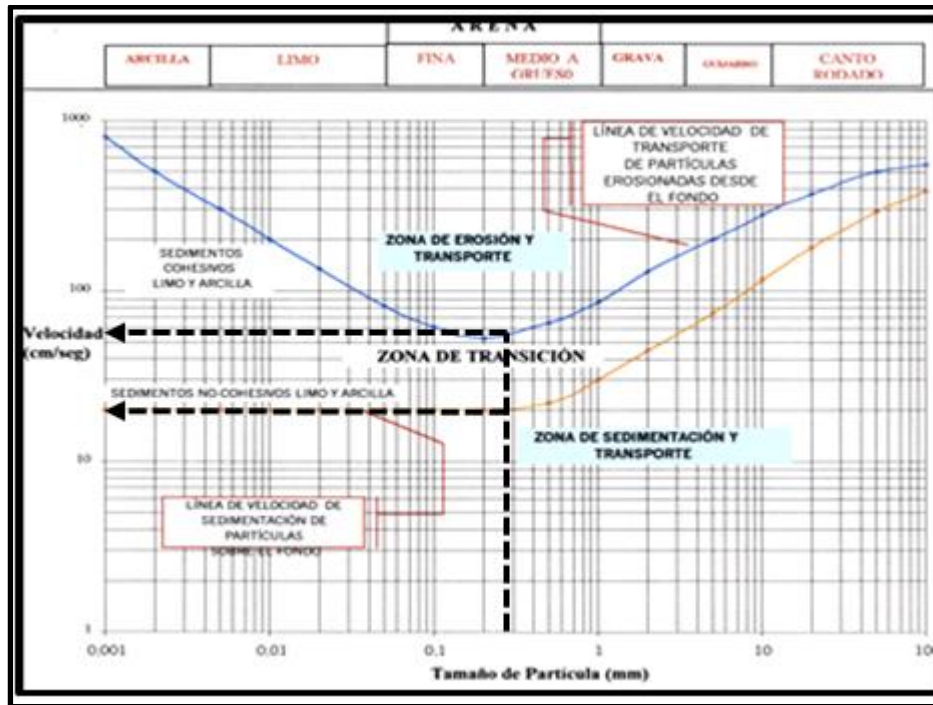 ARENA
ARCILLA
LIMO
FINA
MEDIO A
GRUESO
GRAVA
GUIJARRO
CANTO
RODADO
1000
LÍNEA DE VELOCIDAD DE
TRANSPORTE
DE PARTÍCULAS
EROSIONADAS DESDE
EL FONDO
ZONA DE EROSIÓN Y
TRANSPORTE
SEDIMENTOS
COHESIVOS
LIMO Y ARCILLA
100
Velocidad
(cm/seg)
ZONA DE TRANSICIÓN
SEDIMENTOS NO-COHESIVOS LIMO Y ARCILLA
ZONA DE SEDIMENTACIÓN Y
TRANSPORTE
10
LÍNEA DE VELOCIDAD DE
SEDIMENTACIÓN DE
PARTÍCULAS
SOBRE EL FONDO
1
0,001
0,01
0,1
1
10
10
Tamaño de Partícula (mm)